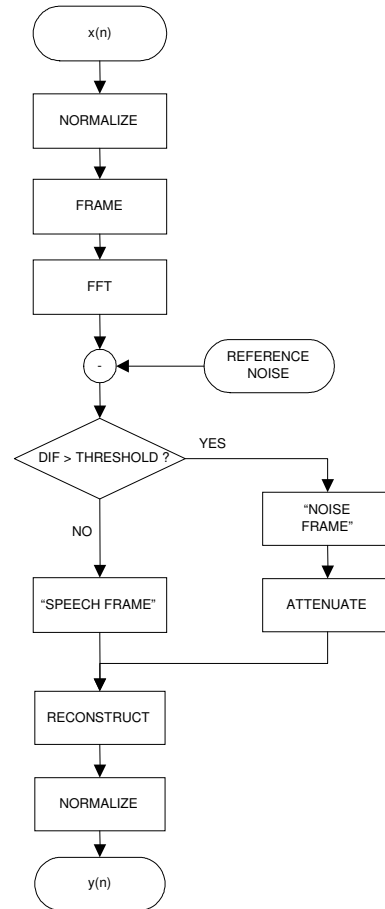 x(n)
NORMALIZE
FRAME
FFT
-
REFERENCE
NOISE
DIF > THRESHOLD ?
YES
NO
“NOISE
FRAME”
“SPEECH FRAME”
ATTENUATE
RECONSTRUCT
NORMALIZE
y(n)